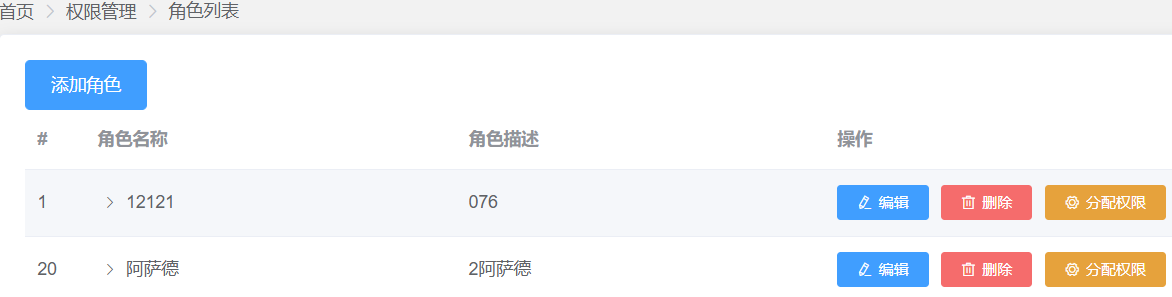 首页 > 权限管理 > 角色列表
添加角色
# 角色名称 角色描述 操作
1 > 12121 076 编辑 删除 分配权限
20 > 阿萨德 2阿萨德 编辑 删除 分配权限